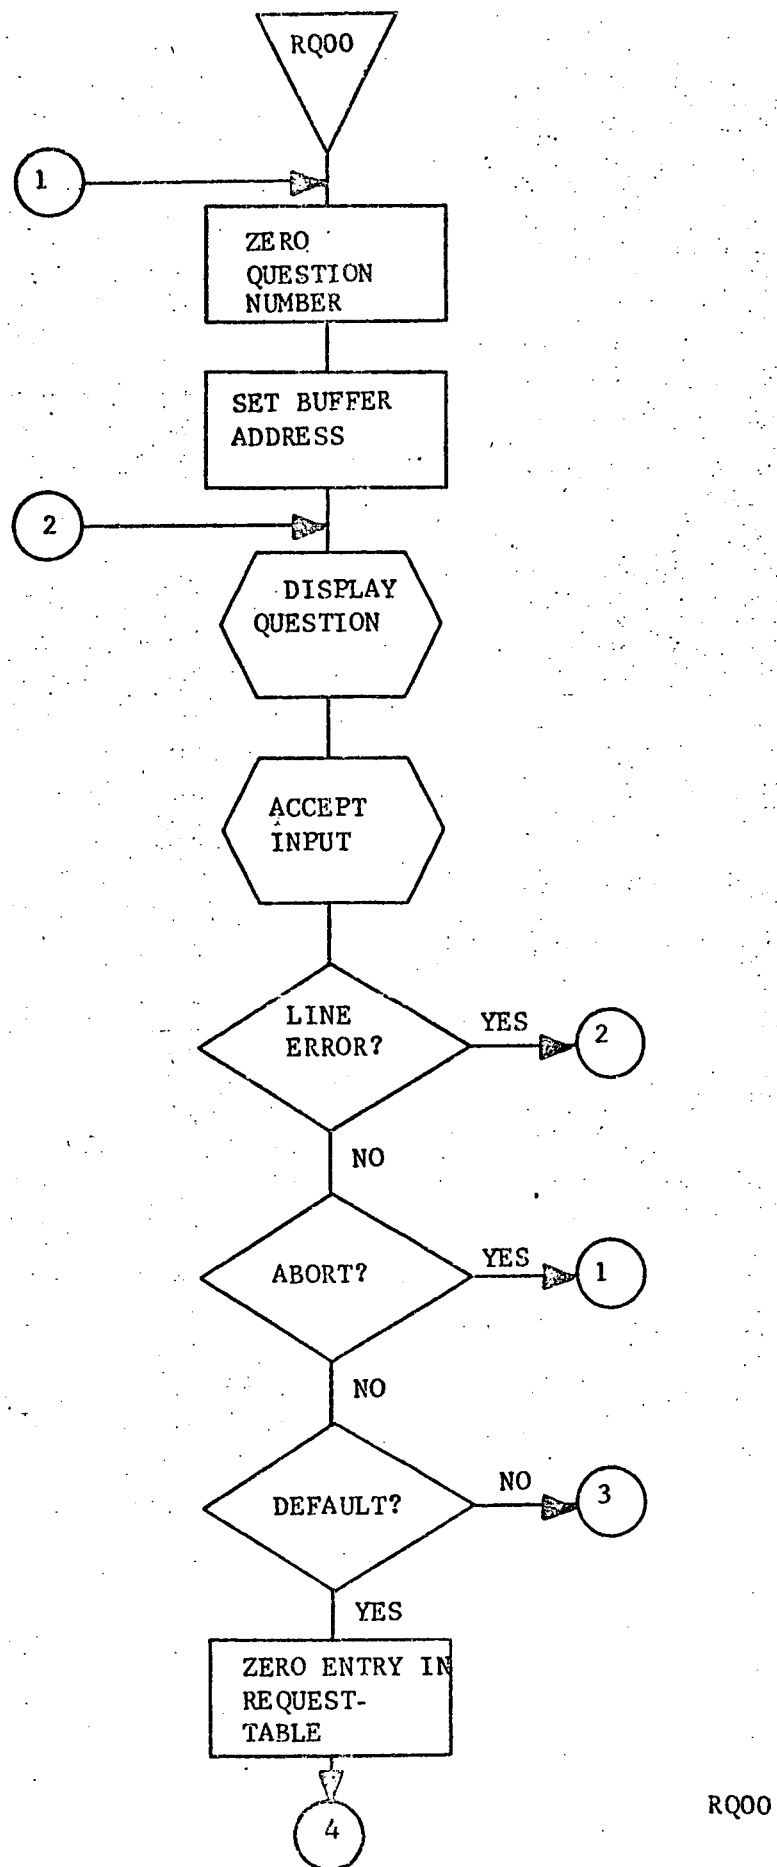 RQ00
1
ZERO
QUESTION
NUMBER
SET BUFFER
ADDRESS
2
DISPLAY
QUESTION
ACCEPT
INPUT
LINE
ERROR?
YES
2
NO
ABORT?
YES
1
NO
DEFAULT?
NO
3
YES
ZERO ENTRY IN
REQUEST-
TABLE
4
RQ00